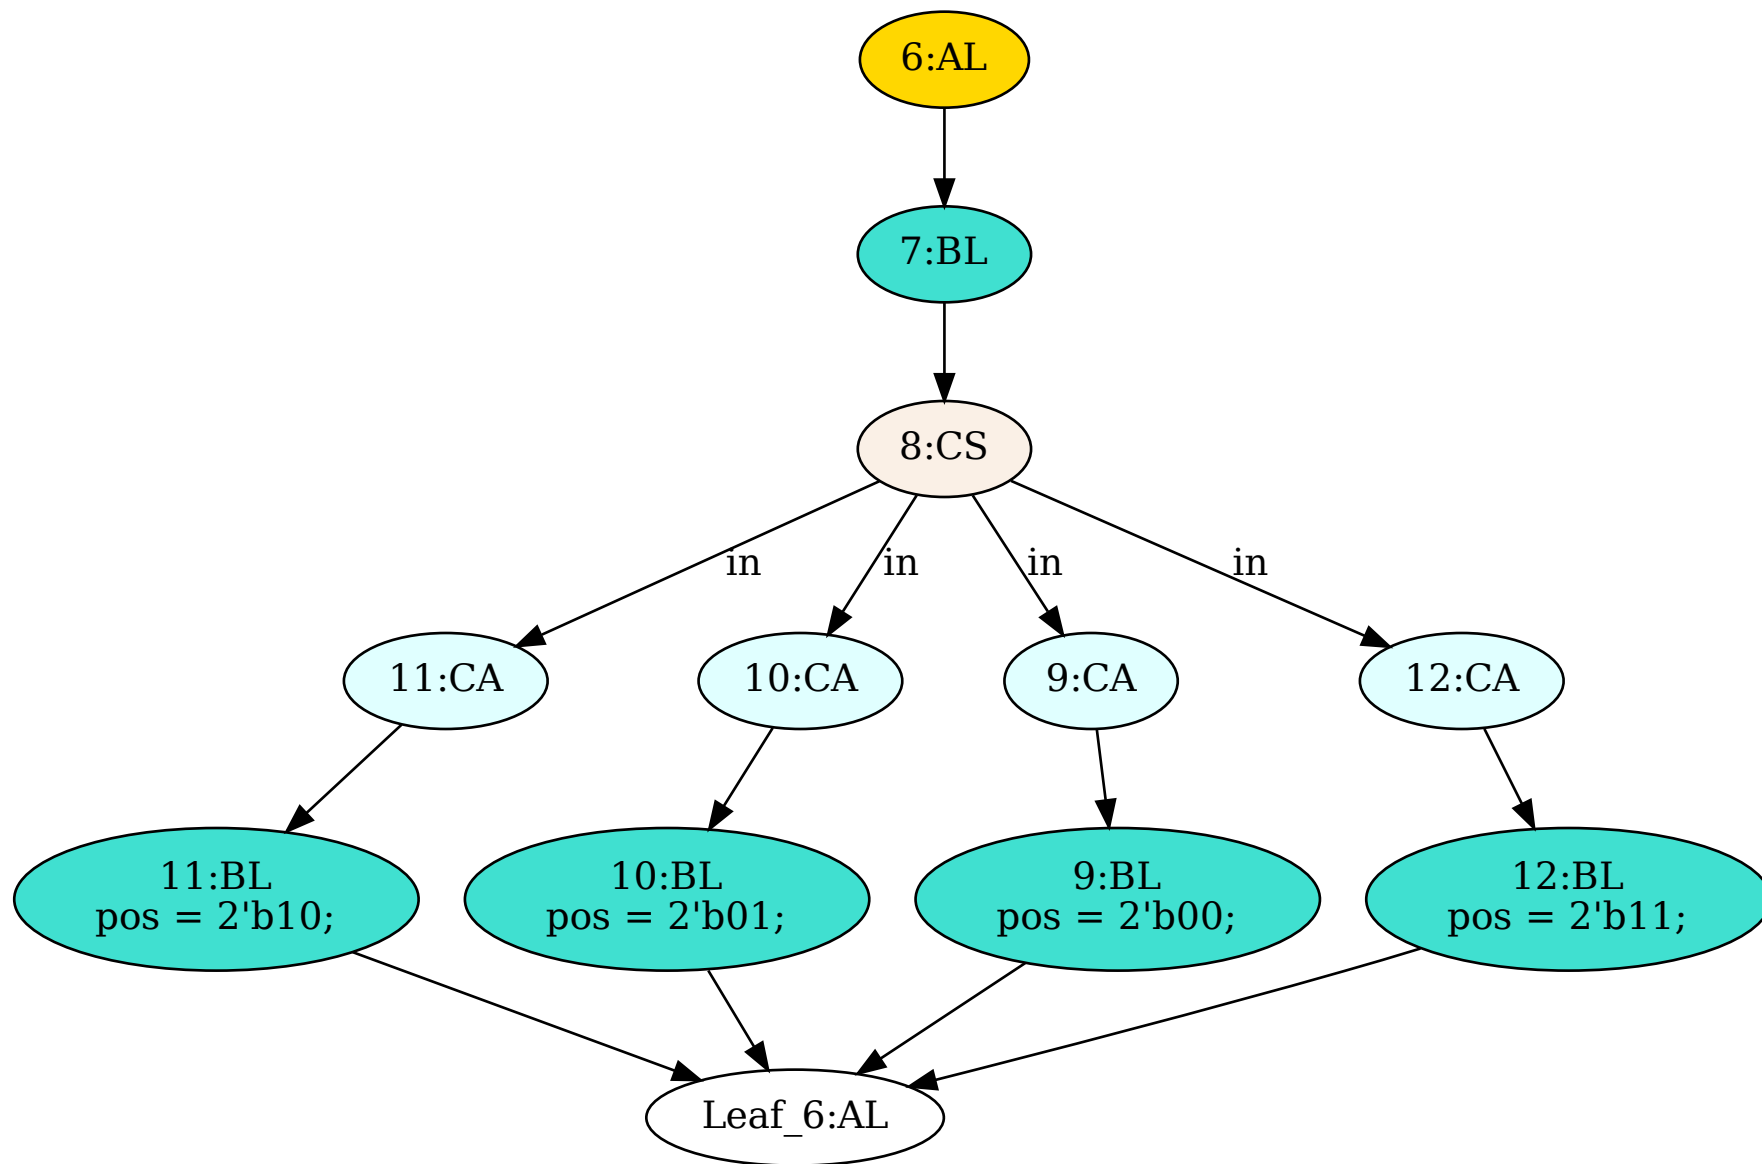 6:AL
7:BL
8:CS
in
in
in
in
11:CA
10:CA
9:CA
12:CA
11:BL
pos = 2'b10;
10:BL
pos = 2'b01;
9:BL
pos = 2'b00;
12:BL
pos = 2'b11;
Leaf_6:AL